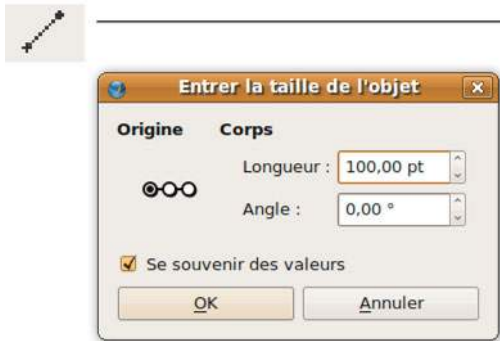 Entrer la taille de l'objet
Origine Corps
Longueur : 100,00 pt
Angle : 0,00 °
Se souvenir des valeurs
OK Annuler